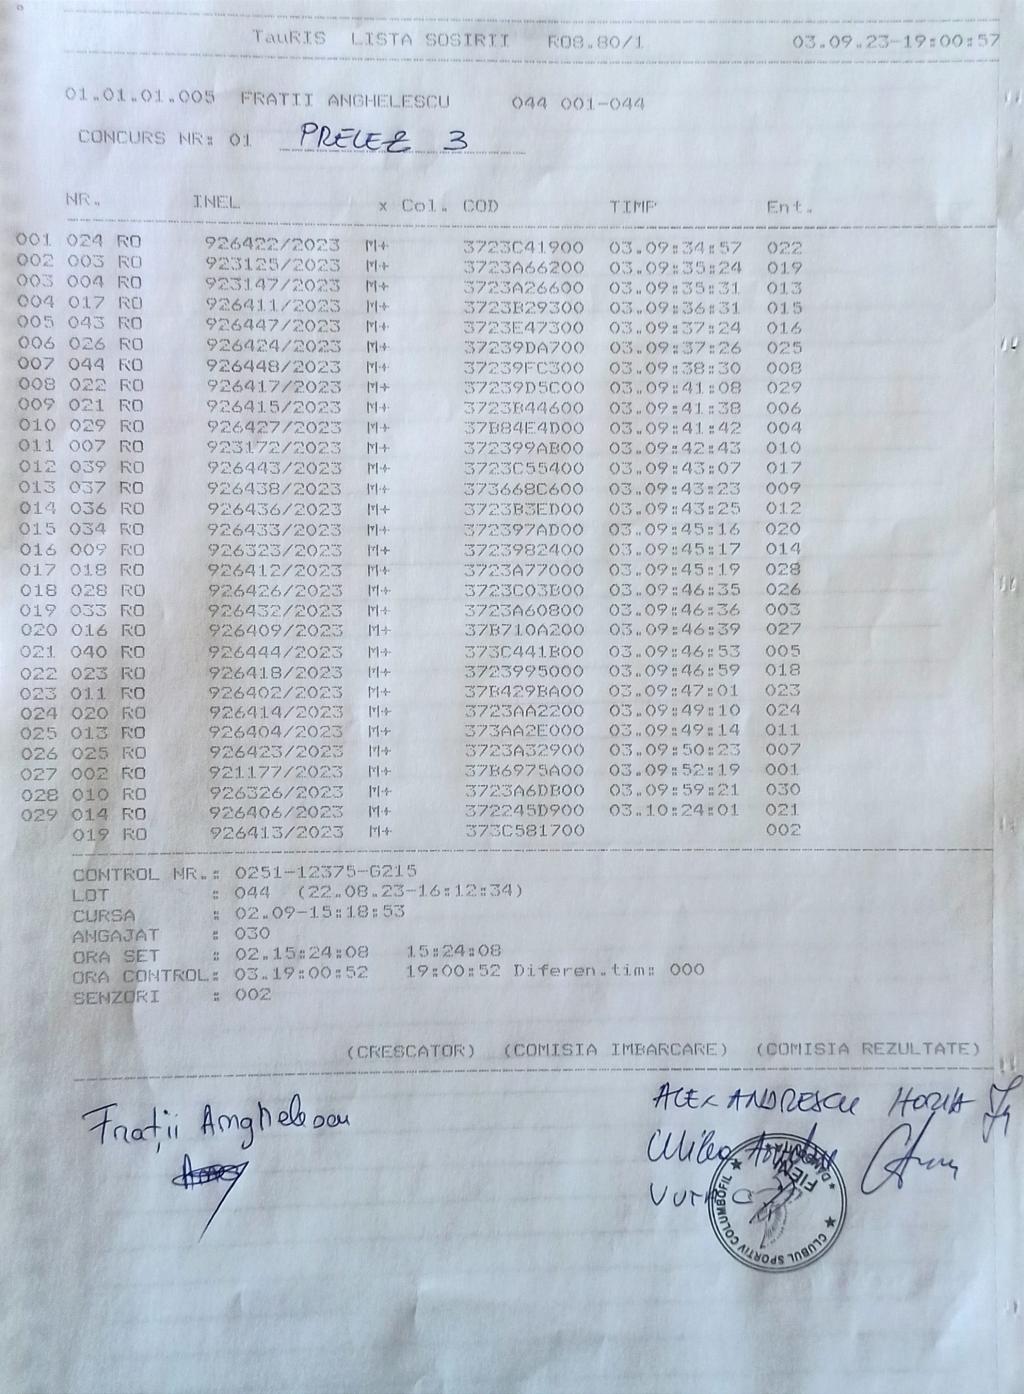 TauRIS LISTA SOSIRII R08.80/1 03.09.23-19:00:57
01.01.01.005 FRATII ANGHELESCU 044 001-044
CONCURS NR: 01 PRELEZ 3
NR. INEL x Col. COD TIMP Ent.
001 024 RO 926422/2023 M+ 3723C41900 03.09:34:57 022
002 003 RO 923125/2023 M+ 3723A66200 03.09:35:24 019
003 004 RO 923147/2023 M+ 3723A26600 03.09:35:31 013
004 017 RO 926411/2023 M+ 3723B29300 03.09:36:31 015
005 043 RO 926447/2023 M+ 3723E47300 03.09:37:24 016
006 026 RO 926424/2023 M+ 37239DA700 03.09:37:26 025
007 044 RO 926448/2023 M+ 37239FC300 03.09:38:30 008
008 022 RO 926417/2023 M+ 37239D5C00 03.09:41:08 029
009 021 RO 926415/2023 M+ 3723B44600 03.09:41:38 006
010 029 RO 926427/2023 M+ 37B84E4D00 03.09:41:42 004
011 007 RO 923172/2023 M+ 372399AB00 03.09:42:43 010
012 039 RO 926443/2023 M+ 3723C55400 03.09:43:07 017
013 037 RO 926438/2023 M+ 373668C600 03.09:43:23 009
014 036 RO 926436/2023 M+ 3723B3ED00 03.09:43:25 012
015 034 RO 926433/2023 M+ 372397AD00 03.09:45:16 020
016 009 RO 926323/2023 M+ 3723982400 03.09:45:17 014
017 018 RO 926412/2023 M+ 3723A77000 03.09:45:19 028
018 028 RO 926426/2023 M+ 3723C03B00 03.09:46:35 026
019 033 RO 926432/2023 M+ 3723A60800 03.09:46:36 003
020 016 RO 926409/2023 M+ 37B710A200 03.09:46:39 027
021 040 RO 926444/2023 M+ 373C441B00 03.09:46:53 005
022 023 RO 926418/2023 M+ 3723995000 03.09:46:59 018
023 011 RO 926402/2023 M+ 37B429BA00 03.09:47:01 023
024 020 RO 926414/2023 M+ 3723AA2200 03.09:49:10 024
025 013 RO 926404/2023 M+ 373AA2E000 03.09:49:14 011
026 025 RO 926423/2023 M+ 3723A32900 03.09:50:23 007
027 002 RO 921177/2023 M+ 37B6975A00 03.09:52:19 001
028 010 RO 926326/2023 M+ 3723A6DB00 03.09:59:21 030
029 014 RO 926406/2023 M+ 372245D900 03.10:24:01 021
019 RO 926413/2023 M+ 373C581700 002
CONTROL NR.: 0251-12375-G215
LOT : 044 (22.08.23-16:12:34)
CURSA : 02.09-15:18:53
ANGAJAT : 030
ORA SET : 02.15:24:08 15:24:08
ORA CONTROL: 03.19:00:52 19:00:52 Diferen.tim: 000
SENZORI : 002
(CRESCATOR) (COMISIA IMBARCARE) (COMISIA REZULTATE)
Frații Anghelescu
ALEXANDRESCU HORIA
CLUBUL SPORTIV COLUMBOFIL